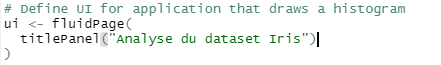 # Define UI for application that draws a histogram
ui <- fluidPage(
  titlePanel("Analyse du dataset Iris")
)